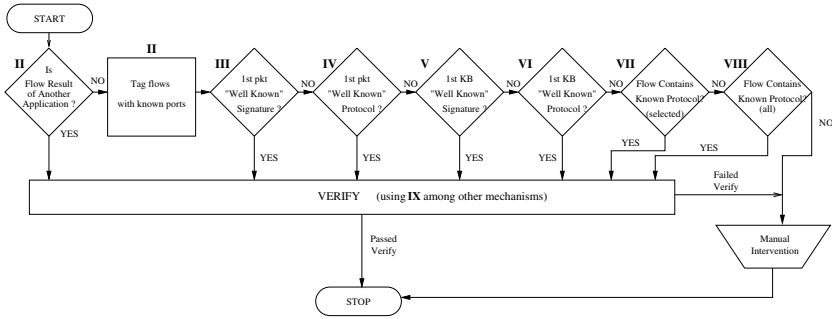 START
II
Is
Flow Result
of Another
Application ?
NO
YES
II
Tag flows
with known ports
III
1st pkt
"Well Known"
Signature ?
NO
YES
IV
1st pkt
"Well Known"
Protocol ?
NO
YES
V
1st KB
"Well Known"
Signature ?
NO
YES
VI
1st KB
"Well Known"
Protocol ?
NO
YES
VII
Flow Contains
Known Protocol?
(selected)
NO
YES
VIII
Flow Contains
Known Protocol?
(all)
NO
YES
VERIFY (using IX among other mechanisms)
Failed
Verify
Passed
Verify
Manual
Intervention
STOP